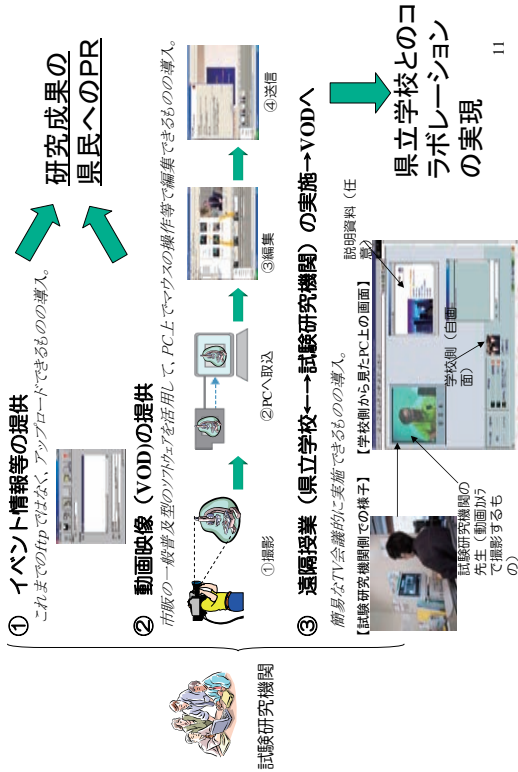 試験研究機関
① イベント情報等の提供
これまでのftpではなく、アップロードできるものの導入。
研究成果の
県民へのPR
② 動画映像（VOD)の提供
市販の一般普及型のソフトウェアを活用して、PC上でマウスの操作等で編集できるものの導入。
①撮影
②PCへ取込
③編集
④送信
③ 遠隔授業（県立学校←→試験研究機関）の実施→VODへ
簡易なTV会議的に実施できるものの導入。
【試験研究機関側での様子】
【学校側から見たPC上の画面】
説明資料（任
意）
学校側（自画
面）
試験研究機関の
先生（動画カメラ
で撮影するも
の）
県立学校とのコ
ラボレーション
の実現
11